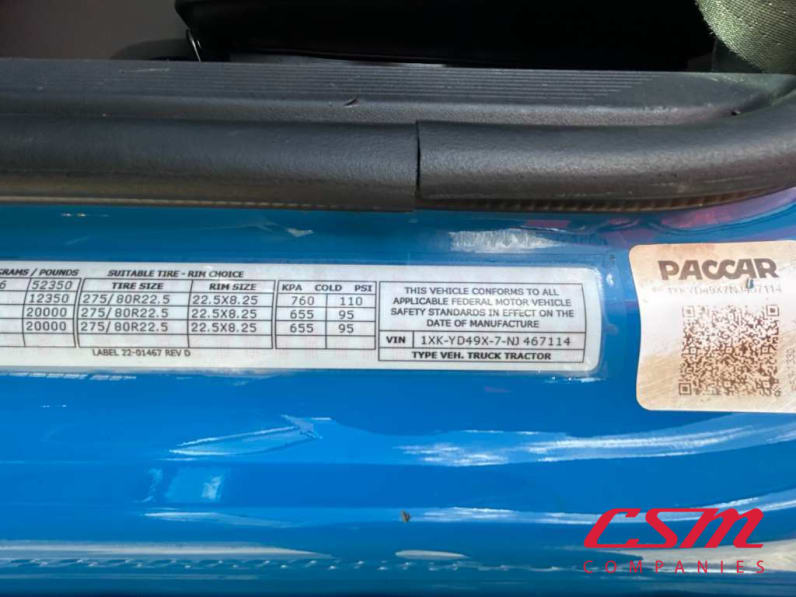 GRAMS / POUNDS SUITABLE TIRE - RIM CHOICE
6 52350 TIRE SIZE RIM SIZE KPA COLD PSI
12350 275/80R22.5 22.5X8.25 760 110
20000 275/80R22.5 22.5X8.25 655 95
20000 275/80R22.5 22.5X8.25 655 95
LABEL 22-01467 REV D
THIS VEHICLE CONFORMS TO ALL
APPLICABLE FEDERAL MOTOR VEHICLE
SAFETY STANDARDS IN EFFECT ON THE
DATE OF MANUFACTURE
VIN 1XK-YD49X-7-NJ 467114
TYPE VEH. TRUCK TRACTOR
PACCAR
1XKYD49X7NJ467114
CSM
COMPANIES